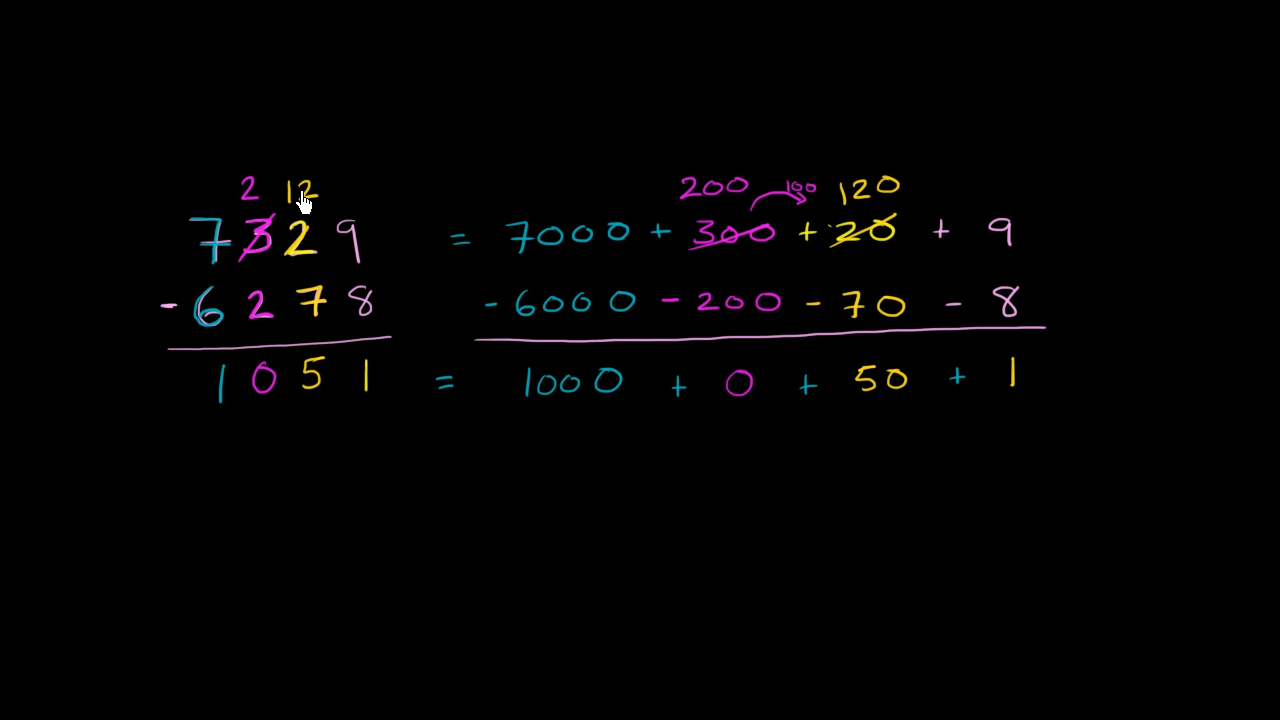 2 12 200 100 120
7329 = 7000 + 300 + 20 + 9
- 6278 - 6000 - 200 - 70 - 8
1051 = 1000 + 0 + 50 + 1